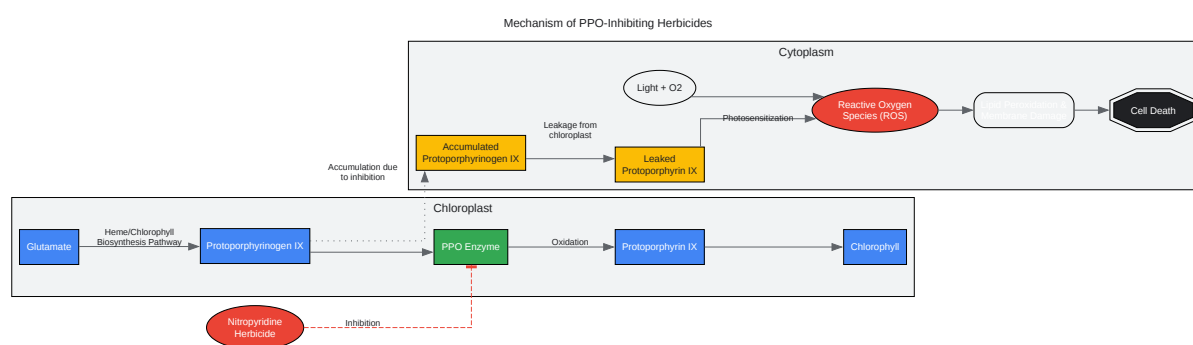 Mechanism of PPO-Inhibiting Herbicides
Cytoplasm
Light + O2
Reactive Oxygen
Species (ROS)
Cell Death
Photosensitization
Leakage from
chloroplast
Accumulated
Protoporphyrinogen IX
Leaked
Protoporphyrin IX
Accumulation due
to inhibition
Chloroplast
Heme/Chlorophyll
Biosynthesis Pathway
Glutamate
Protoporphyrinogen IX
PPO Enzyme
Oxidation
Protoporphyrin IX
Chlorophyll
Nitropyridine
Herbicide
Inhibition